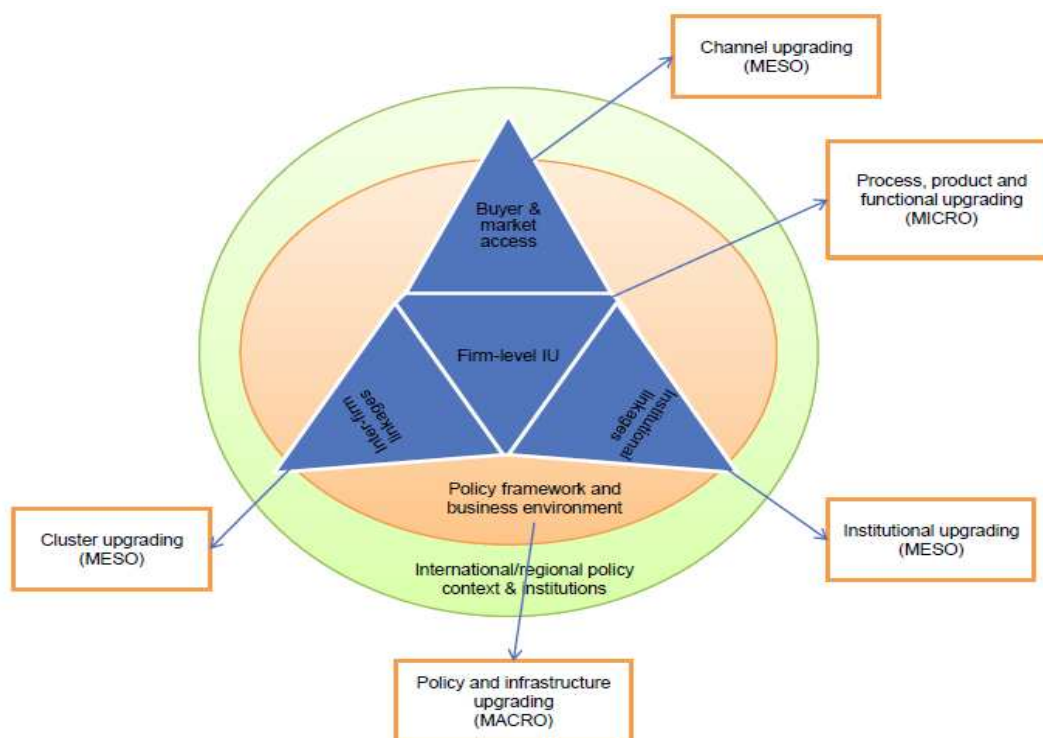 Channel upgrading
(MESO)
Process, product and
functional upgrading
(MICRO)
Buyer &
market
access
Firm-level IU
Inter-firm
linkages
Institutional
linkages
Policy framework and
business environment
Cluster upgrading
(MESO)
Institutional upgrading
(MESO)
International/regional policy
context & institutions
Policy and infrastructure
upgrading
(MACRO)